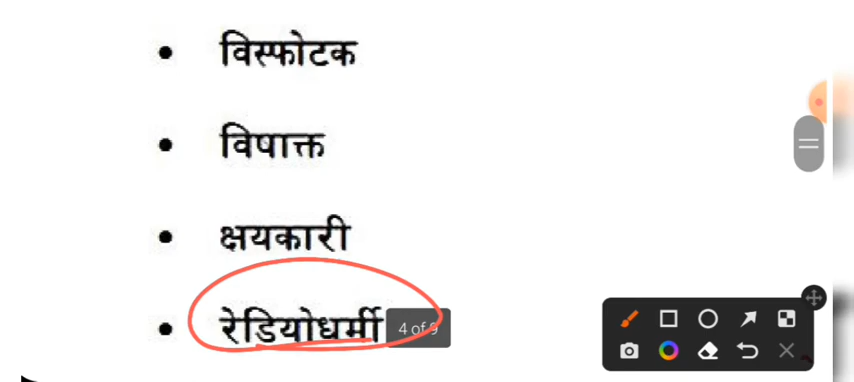 विस्फोटक
विषाक्त
क्षयकारी
रेडियोधर्मी
4 of 9